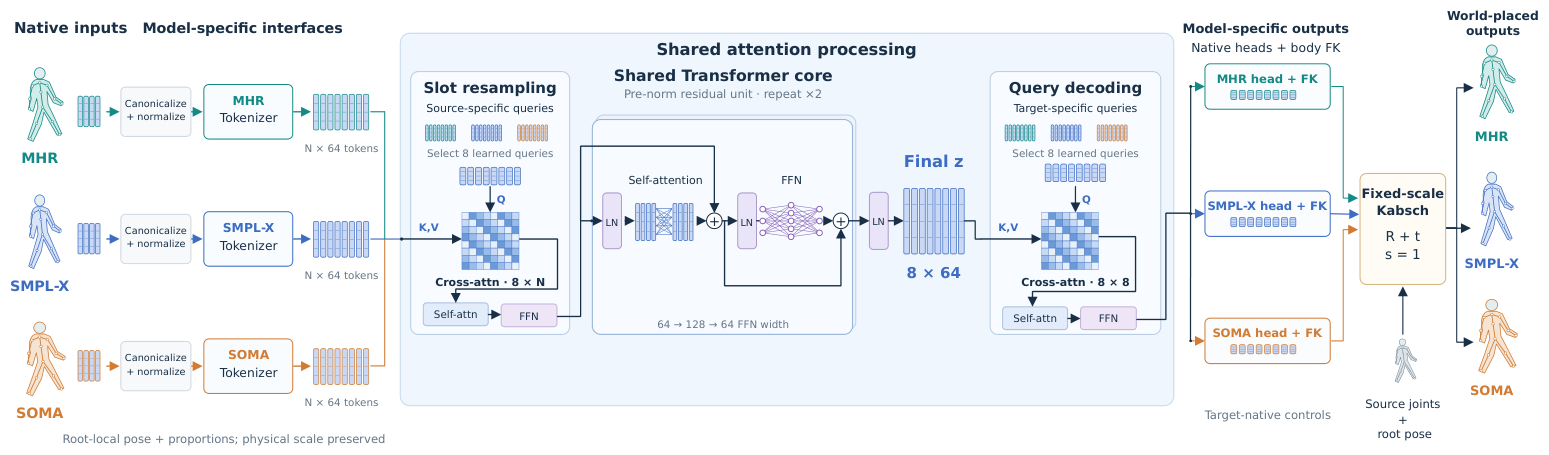 Native inputs
Model-specific interfaces
MHR
Canonicalize
+ normalize
MHR
Tokenizer
N × 64 tokens
SMPL-X
Canonicalize
+ normalize
SMPL-X
Tokenizer
N × 64 tokens
SOMA
Canonicalize
+ normalize
SOMA
Tokenizer
N × 64 tokens
Root-local pose + proportions; physical scale preserved
Shared attention processing
Slot resampling
Source-specific queries
Select 8 learned queries
Q
K,V
Cross-attn · 8 × N
Self-attn
FFN
Shared Transformer core
Pre-norm residual unit · repeat ×2
Self-attention
FFN
LN
+
LN
+
64 → 128 → 64 FFN width
LN
Final z
8 × 64
Query decoding
Target-specific queries
Select 8 learned queries
Q
K,V
Cross-attn · 8 × 8
Self-attn
FFN
Model-specific outputs
Native heads + body FK
MHR head + FK
SMPL-X head + FK
SOMA head + FK
Target-native controls
Fixed-scale
Kabsch
R + t
s = 1
Source joints
+
root pose
World-placed
outputs
MHR
SMPL-X
SOMA